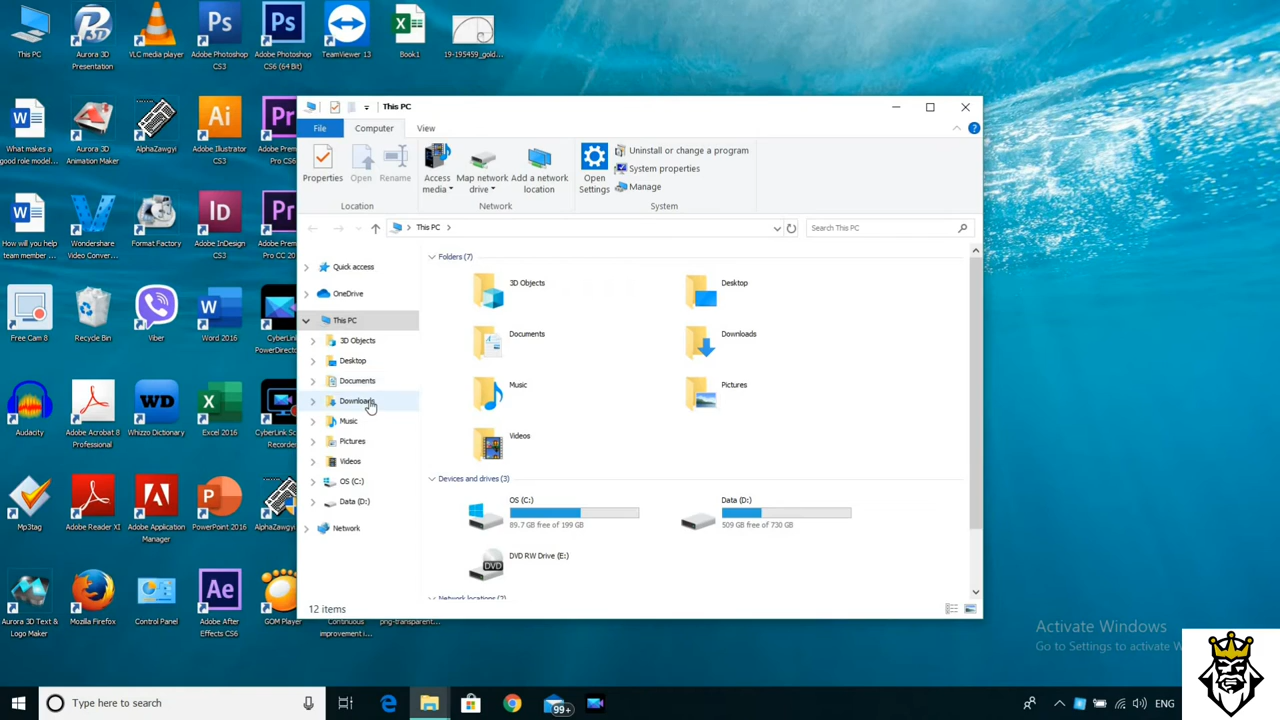 This PC
Aurora 3D
Presentation
VLC media player
Adobe Photoshop
CS3
Adobe Photoshop
CS6 (64 Bit)
TeamViewer 13
Book1
19-195459_gold...
What makes a
good role model...
Aurora 3D
Animation Maker
AlphaZawgyi
Adobe Illustrator
CS3
Adobe Premi
Pro CS6
How will you help
team member ...
Wondershare
Video Conver...
Format Factory
Adobe InDesign
CS3
Adobe Prem
Pro CC 20
Free Cam 8
Recycle Bin
Viber
Word 2016
CyberLink
PowerDirecto
Audacity
Adobe Acrobat 8
Professional
Whizzo Dictionary
Excel 2016
CyberLink Sc
Recorder
Mp3tag
Adobe Reader XI
Adobe Application
Manager
PowerPoint 2016
AlphaZawg
Aurora 3D Text &
Logo Maker
Mozilla Firefox
Control Panel
Adobe After
Effects CS6
GOM Player
Continuous
improvement i...
png-transparent...
This PC
File
Computer
View
Properties
Open
Rename
Location
Access
media
Map network
drive
Add a network
location
Network
Open
Settings
Uninstall or change a program
System properties
Manage
System
This PC
Search This PC
Quick access
OneDrive
This PC
3D Objects
Desktop
Documents
Downloads
Music
Pictures
Videos
OS (C:)
Data (D:)
Network
Folders (7)
3D Objects
Desktop
Documents
Downloads
Music
Pictures
Videos
Devices and drives (3)
OS (C:)
89.7 GB free of 199 GB
Data (D:)
509 GB free of 730 GB
DVD RW Drive (E:)
DVD
Network locations (2)
12 items
Activate Windows
Go to Settings to activate W
Type here to search
99+
ENG